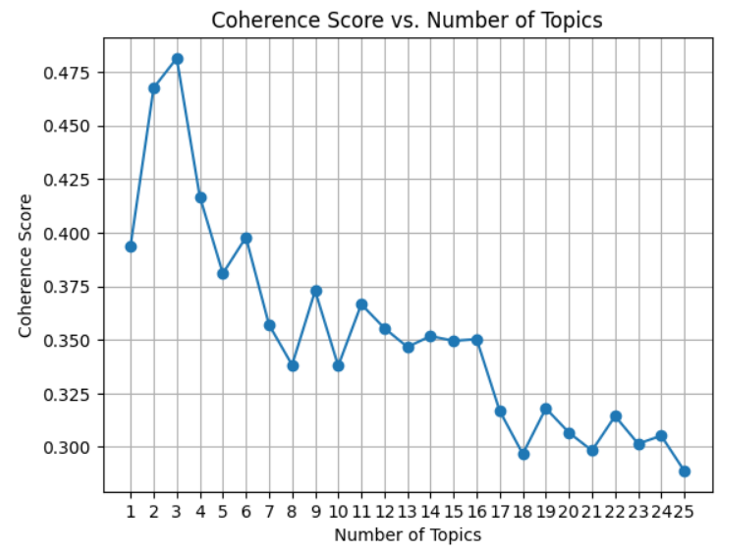 Coherence Score vs. Number of Topics
Coherence Score
0.475
0.450
0.425
0.400
0.375
0.350
0.325
0.300
1 2 3 4 5 6 7 8 9 10 11 12 13 14 15 16 17 18 19 20 21 22 23 24 25
Number of Topics